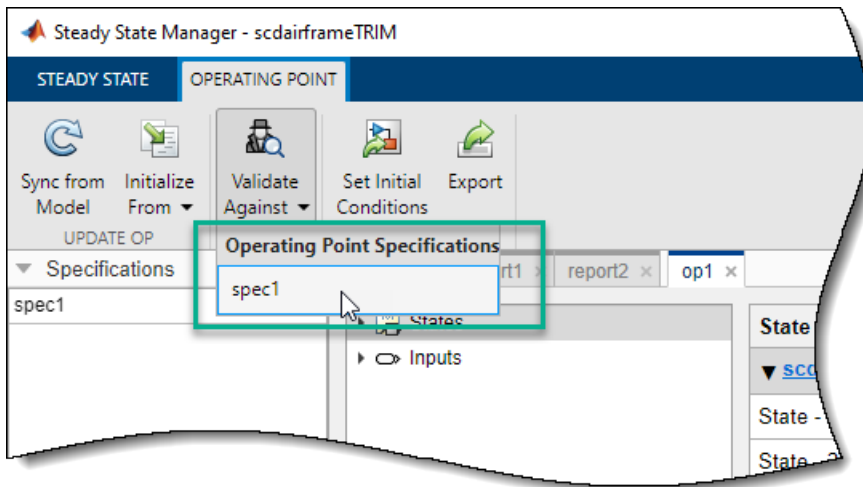 Steady State Manager - scdairframeTRIM
STEADY STATE
OPERATING POINT
Sync from Model
Initialize From
Validate Against
Set Initial Conditions
Export
UPDATE OP
Operating Point Specifications
Specifications
report2 ×
op1 ×
spec1
spec1
States
Inputs
State
State -
State